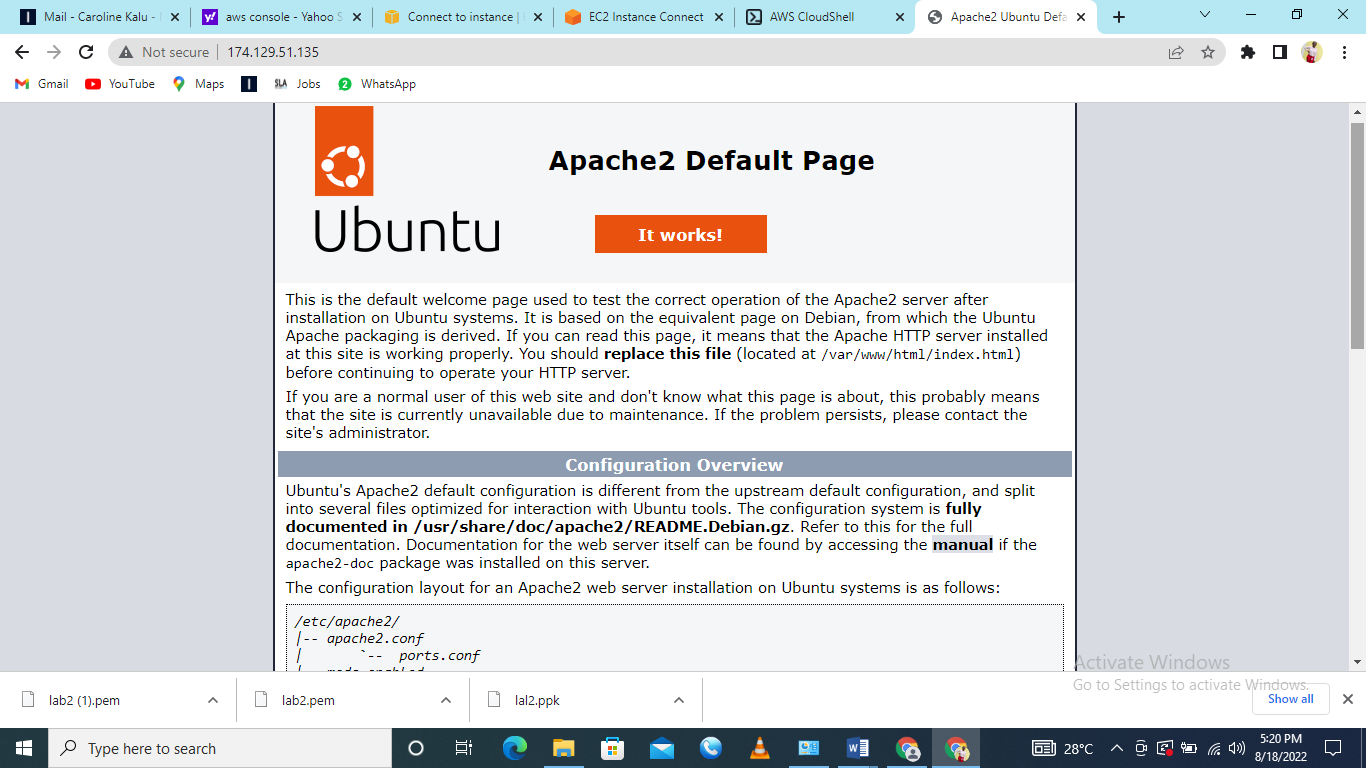 Mail - Caroline Kalu -
aws console - Yahoo S
Connect to instance |
EC2 Instance Connect
AWS CloudShell
Apache2 Ubuntu Defa
Not secure
174.129.51.135
Gmail
YouTube
Maps
SLA Jobs
2 WhatsApp
Ubuntu
Apache2 Default Page
It works!
This is the default welcome page used to test the correct operation of the Apache2 server after
installation on Ubuntu systems. It is based on the equivalent page on Debian, from which the Ubuntu
Apache packaging is derived. If you can read this page, it means that the Apache HTTP server installed
at this site is working properly. You should replace this file (located at /var/www/html/index.html)
before continuing to operate your HTTP server.
If you are a normal user of this web site and don't know what this page is about, this probably means
that the site is currently unavailable due to maintenance. If the problem persists, please contact the
site's administrator.
Configuration Overview
Ubuntu's Apache2 default configuration is different from the upstream default configuration, and split
into several files optimized for interaction with Ubuntu tools. The configuration system is fully
documented in /usr/share/doc/apache2/README.Debian.gz. Refer to this for the full
documentation. Documentation for the web server itself can be found by accessing the manual if the
apache2-doc package was installed on this server.
The configuration layout for an Apache2 web server installation on Ubuntu systems is as follows:
/etc/apache2/
|-- apache2.conf
|       `--  ports.conf
Activate Windows
Go to Settings to activate Windows.
lab2 (1).pem
lab2.pem
lal2.ppk
Show all
Type here to search
28°C
5:20 PM
8/18/2022